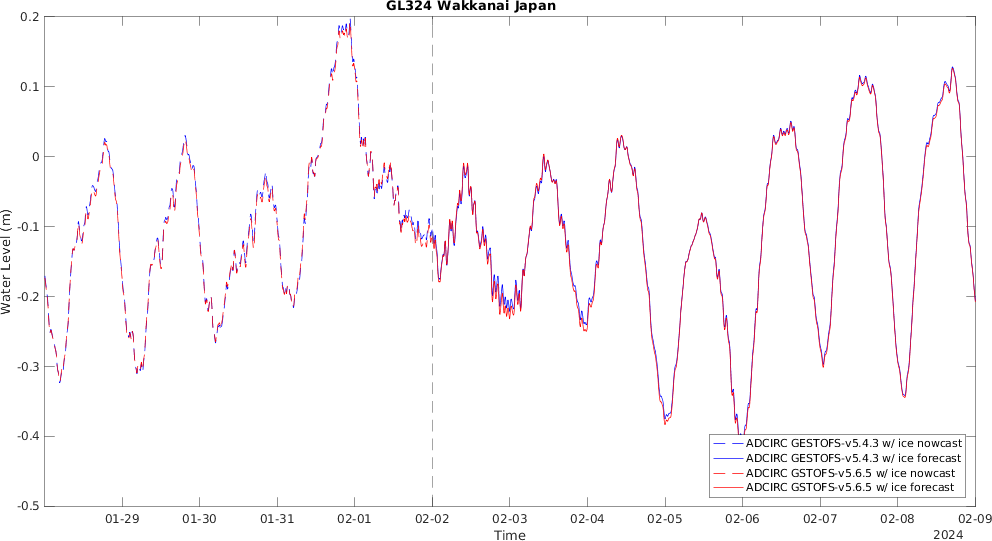 GL324 Wakkanai Japan
0.2
0.1
0
-0.1
-0.2
-0.3
-0.4
-0.5
Water Level (m)
ADCIRC GESTOFS-v5.4.3 w/ ice nowcast
ADCIRC GESTOFS-v5.4.3 w/ ice forecast
ADCIRC GSTOFS-v5.6.5 w/ ice nowcast
ADCIRC GSTOFS-v5.6.5 w/ ice forecast
01-29 01-30 01-31 02-01 02-02 02-03 02-04 02-05 02-06 02-07 02-08 02-09
Time 2024